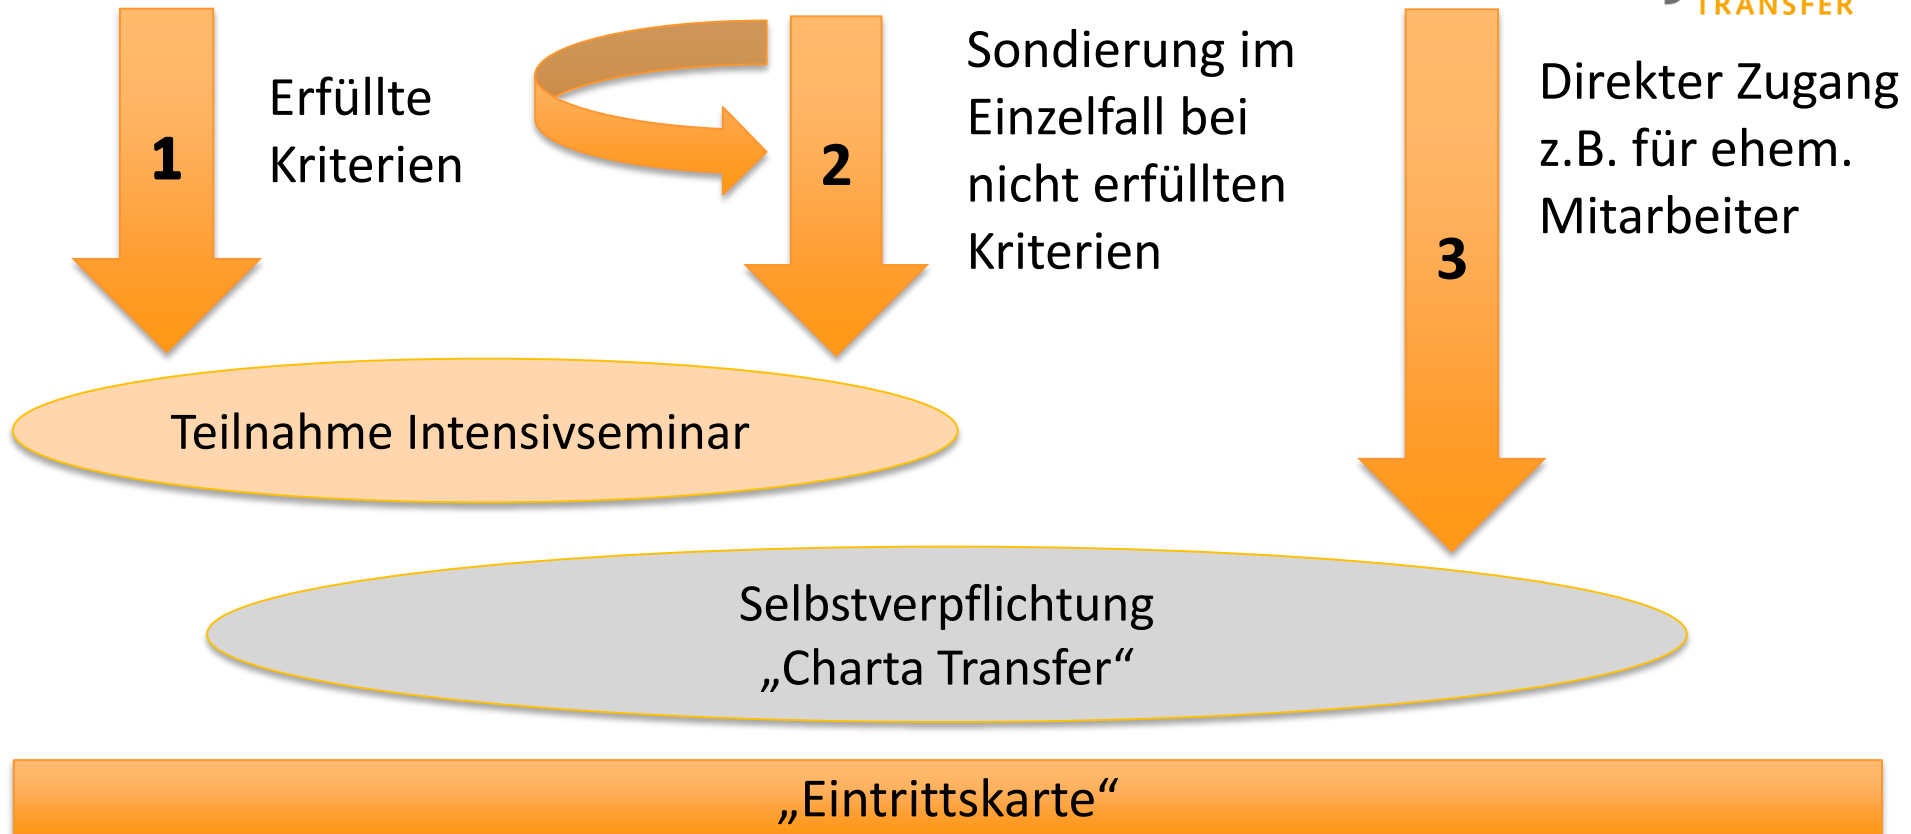 TRANSFER
1
Erfüllte
Kriterien
2
Sondierung im
Einzelfall bei
nicht erfüllten
Kriterien
3
Direkter Zugang
z.B. für ehem.
Mitarbeiter
Teilnahme Intensivseminar
Selbstverpflichtung
„Charta Transfer“
„Eintrittskarte“